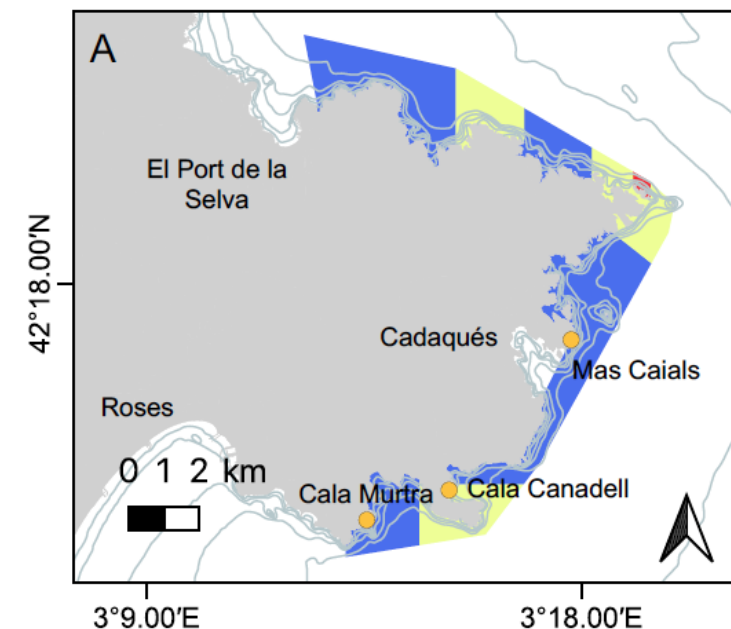 A
El Port de la
Selva
42°18.00′N
Cadaqués
Mas Caials
Roses
0 1 2 km
Cala Murtra
Cala Canadell
3°9.00′E
3°18.00′E